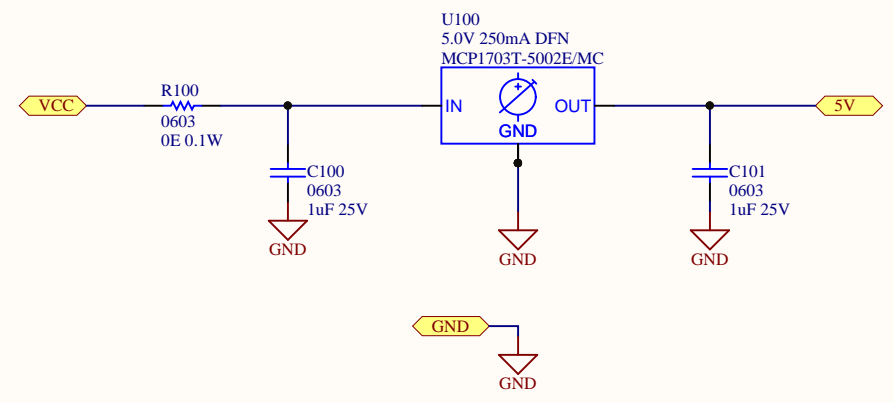 U100
5.0V 250mA DFN
MCP1703T-5002E/MC
VCC
R100
0603
0E 0.1W
IN
OUT
GND
5V
C100
0603
1uF 25V
GND
GND
C101
0603
1uF 25V
GND
GND
GND